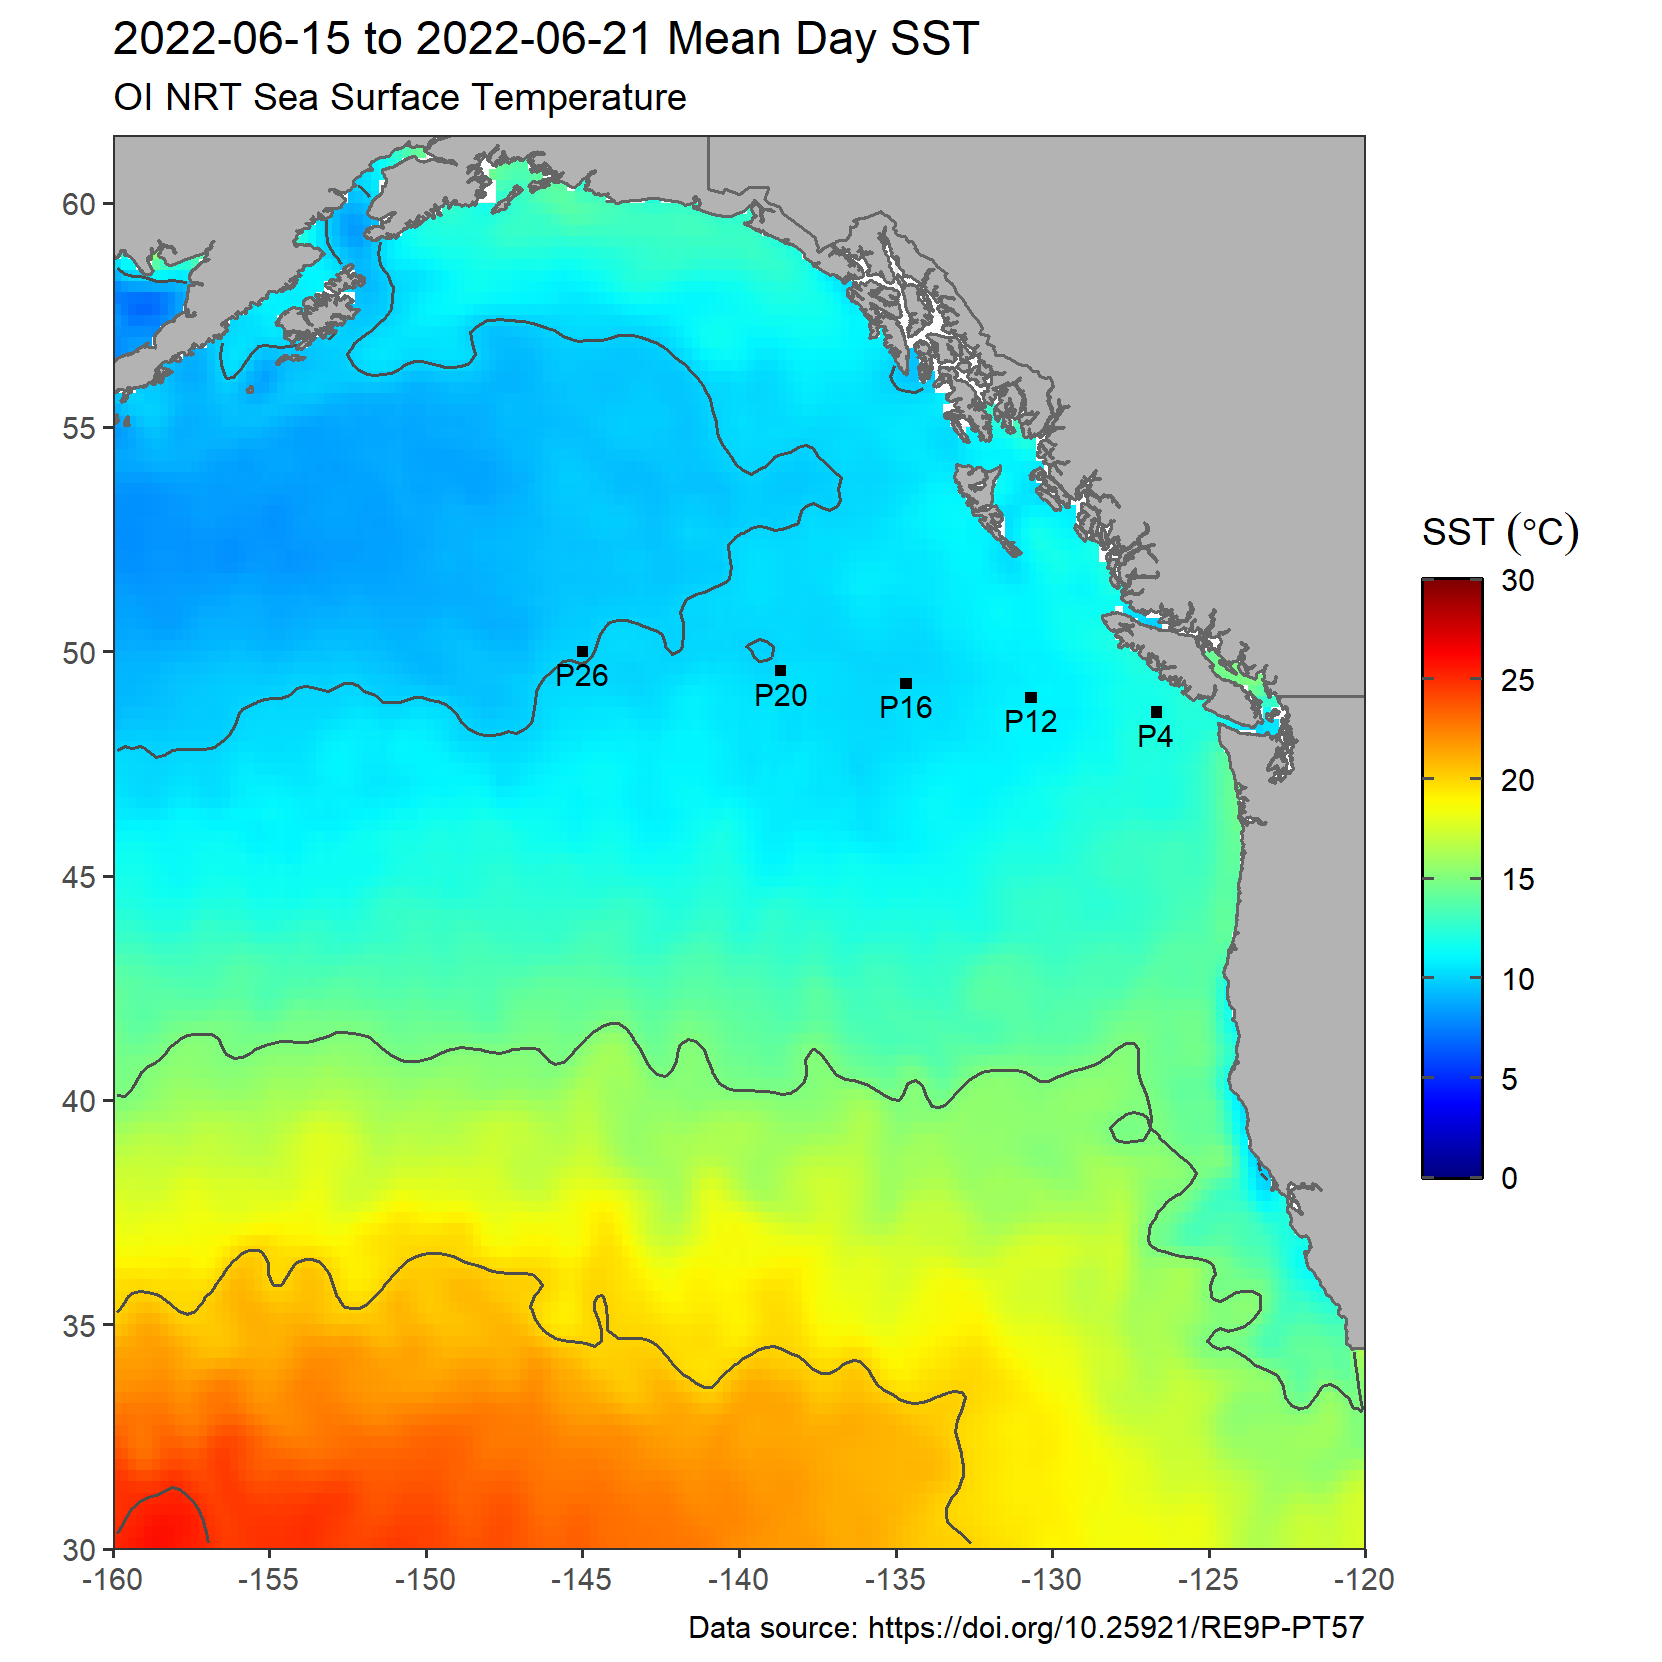 2022-06-15 to 2022-06-21 Mean Day SST
OI NRT Sea Surface Temperature
60
55
50
45
40
35
30
P26
P20
P16
P12
P4
-160
-155
-150
-145
-140
-135
-130
-125
-120
SST (°C)
30
25
20
15
10
5
0
Data source: https://doi.org/10.25921/RE9P-PT57